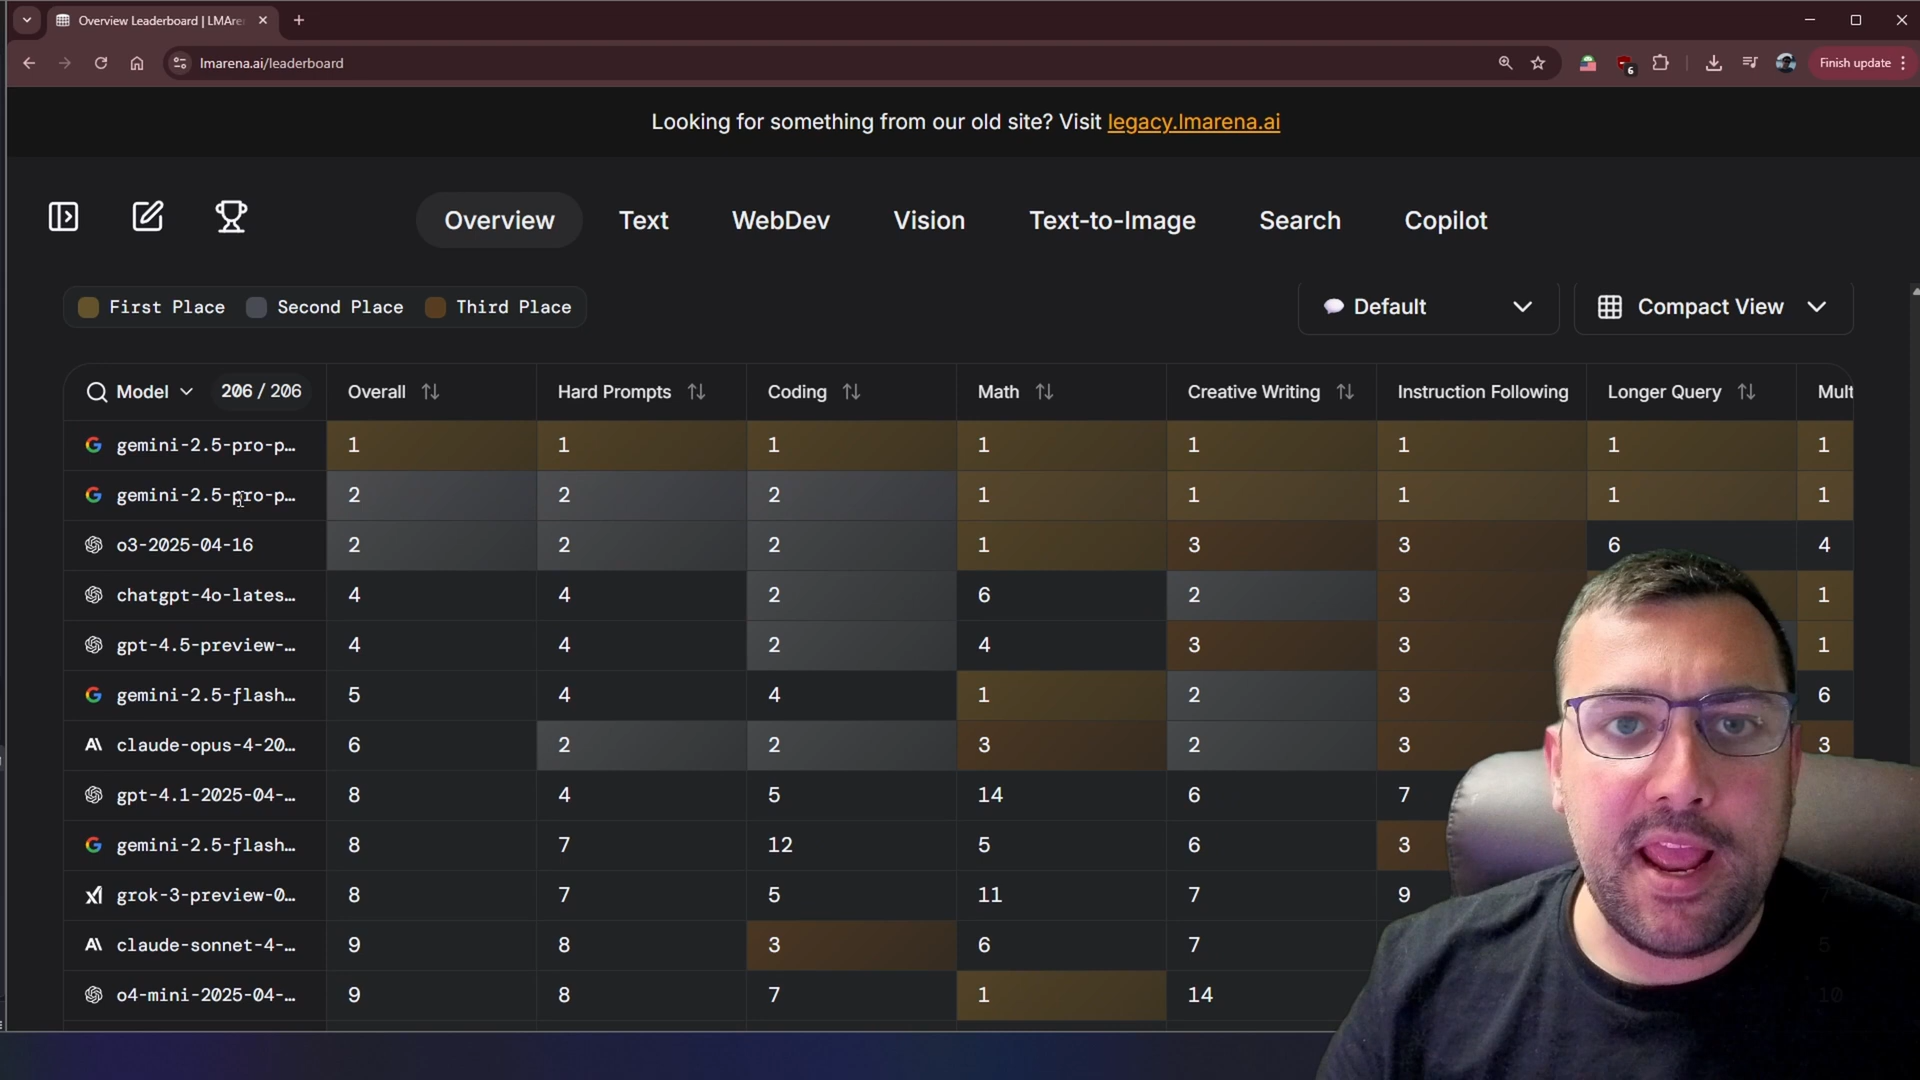 Overview Leaderboard | LMAre
lmarena.ai/leaderboard
6
Finish update
Looking for something from our old site? Visit legacy.lmarena.ai
Overview Text WebDev Vision Text-to-Image Search Copilot
First Place Second Place Third Place
Default Compact View
Model 206 / 206 Overall Hard Prompts Coding Math Creative Writing Instruction Following Longer Query Mult
gemini-2.5-pro-p… 1 1 1 1 1 1 1 1
gemini-2.5-pro-p… 2 2 2 1 1 1 1 1
o3-2025-04-16 2 2 2 1 3 3 6 4
chatgpt-4o-lates… 4 4 2 6 2 3 1
gpt-4.5-preview-… 4 4 2 4 3 3 1
gemini-2.5-flash… 5 4 4 1 2 3 6
claude-opus-4-20… 6 2 2 3 2 3 3
gpt-4.1-2025-04-… 8 4 5 14 6 7
gemini-2.5-flash… 8 7 12 5 6 3
grok-3-preview-0… 8 7 5 11 7 9
claude-sonnet-4-… 9 8 3 6 7 5
o4-mini-2025-04-… 9 8 7 1 14 10